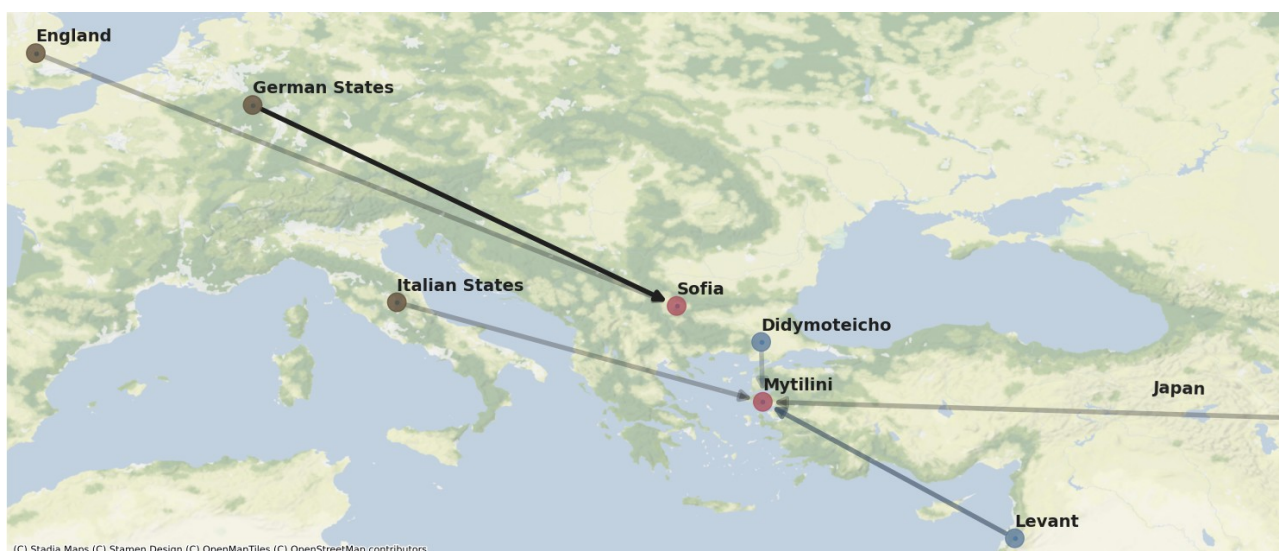 England
German States
Italian States
Sofia
Didymoteicho
Mytilini
Japan
Levant
(C) Stadia Maps (C) Stamen Design (C) OpenMapTiles (C) OpenStreetMap contributors